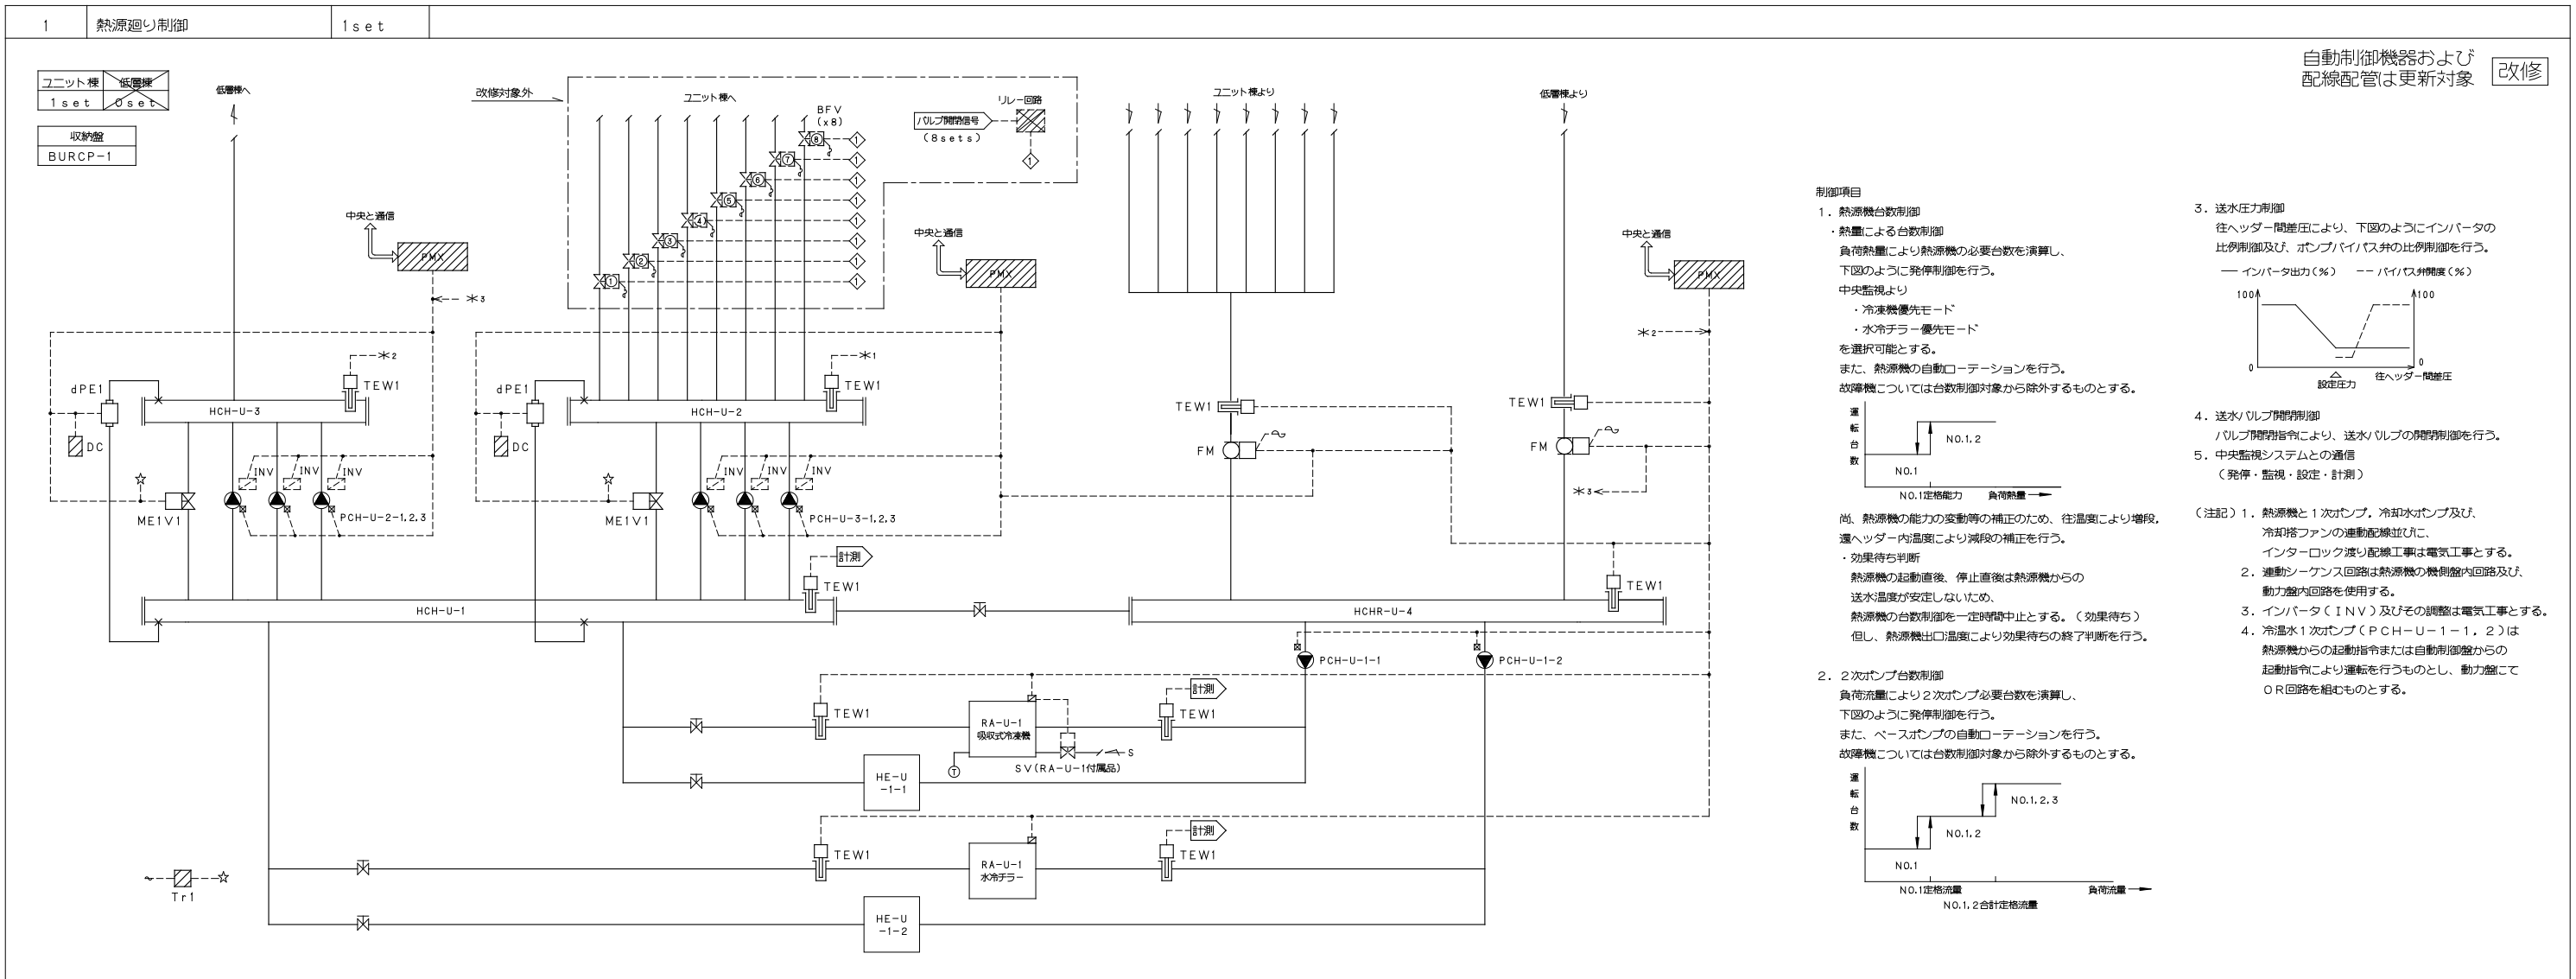 1 熱源廻り制御 1set
自動制御機器および
配線配管は更新対象
改修
ユニット棟 低層棟
1set 0set
収納盤
BURCP-1
低層棟へ
改修対象外
ユニット棟へ
BFV
(x8)
バルブ開閉信号
(8sets)
リレー回路
1
ユニット棟より
低層棟より
⑧ 1
⑦ 1
⑥ 1
⑤ 1
④ 1
③ 1
② 1
① 1
中央と通信
PMX
＊3
中央と通信
PMX
中央と通信
PMX
＊2
＊2
TEW1
dPE1
HCH-U-3
DC
INV
INV
INV
ME1V1
PCH-U-2-1,2,3
＊1
TEW1
dPE1
HCH-U-2
DC
INV
INV
INV
ME1V1
PCH-U-3-1,2,3
TEW1
FM
TEW1
FM
＊3
計測
TEW1
HCH-U-1
TEW1
HCHR-U-4
PCH-U-1-1
PCH-U-1-2
TEW1
RA-U-1
吸収式冷凍機
計測
TEW1
T
S
SV(RA-U-1付属品)
HE-U
-1-1
TEW1
RA-U-1
水冷チラー
計測
TEW1
HE-U
-1-2
Tr1
制御項目
1．熱源機台数制御
・熱量による台数制御
負荷熱量により熱源機の必要台数を演算し、
下図のように発停制御を行う。
中央監視より
・冷凍機優先モード
・水冷チラー優先モード
を選択可能とする。
また、熱源機の自動ローテーションを行う。
故障機については台数制御対象から除外するものとする。
運転台数
NO.1,2
NO.1
NO.1定格能力 負荷熱量
尚、熱源機の能力の変動等の補正のため、往温度により増段，
還ヘッダー内温度により減段の補正を行う。
・効果待ち判断
熱源機の起動直後、停止直後は熱源機からの
送水温度が安定しないため、
熱源機の台数制御を一定時間中止とする。（効果待ち）
但し、熱源機出口温度により効果待ちの終了判断を行う。
2．2次ポンプ台数制御
負荷流量により2次ポンプ必要台数を演算し、
下図のように発停制御を行う。
また、ベースポンプの自動ローテーションを行う。
故障機については台数制御対象から除外するものとする。
運転台数
NO.1,2,3
NO.1,2
NO.1
NO.1定格流量 負荷流量
NO.1,2合計定格流量
3．送水圧力制御
往ヘッダー間差圧により、下図のようにインバータの
比例制御及び、ポンプバイパス弁の比例制御を行う。
インバータ出力(％) バイパス弁開度(％)
100 100
0 0
設定圧力 往ヘッダー間差圧
4．送水バルブ開閉制御
バルブ開閉指令により、送水バルブの開閉制御を行う。
5．中央監視システムとの通信
（発停・監視・設定・計測）
（注記）1．熱源機と1次ポンプ，冷却水ポンプ及び、
冷却塔ファンの連動配線並びに、
インターロック渡り配線工事は電気工事とする。
2．連動シーケンス回路は熱源機の機側盤内回路及び、
動力盤内回路を使用する。
3．インバータ（ＩＮＶ）及びその調整は電気工事とする。
4．冷温水1次ポンプ（ＰＣＨ－Ｕ－1－1，2）は
熱源機からの起動指令または自動制御盤からの
起動指令により運転を行うものとし、動力盤にて
ＯＲ回路を組むものとする。